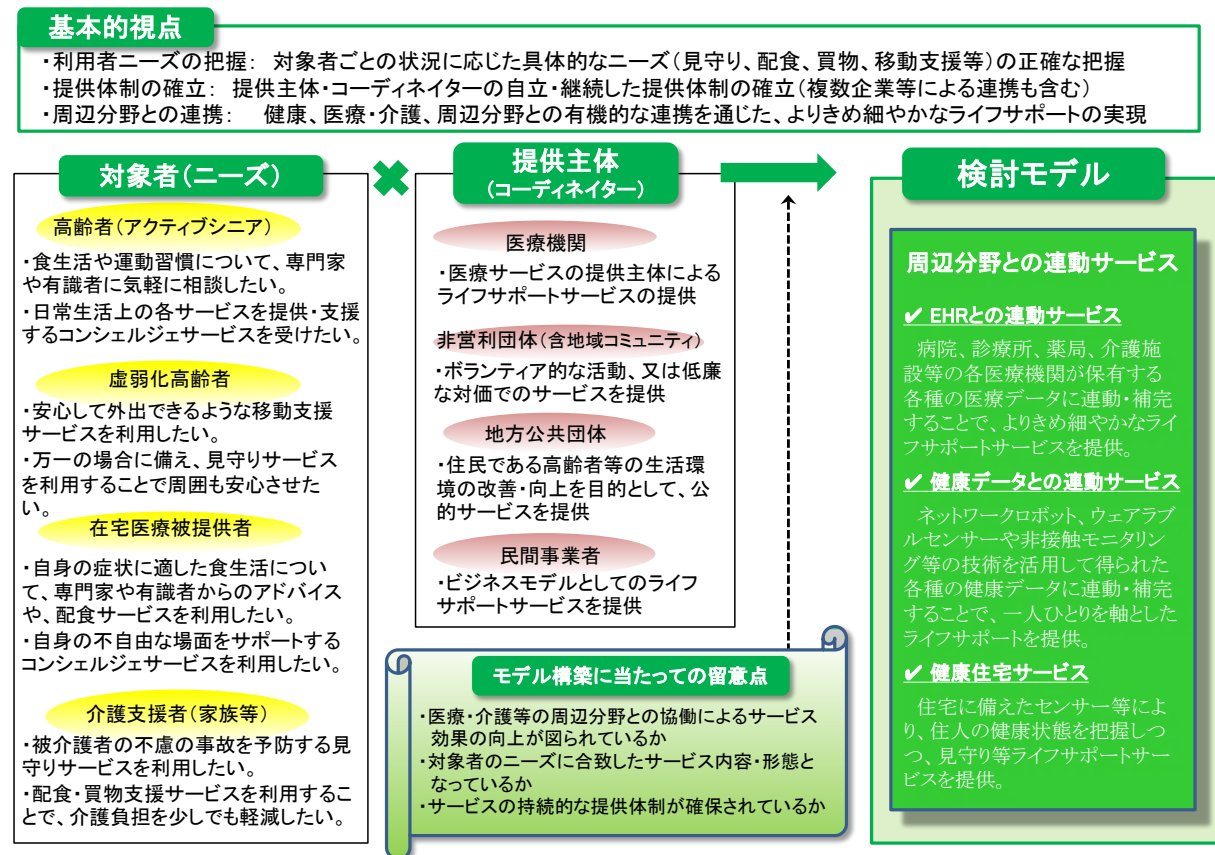 基本的視点
・利用者ニーズの把握： 対象者ごとの状況に応じた具体的なニーズ（見守り、配食、買物、移動支援等）の正確な把握
・提供体制の確立： 提供主体・コーディネイターの自立・継続した提供体制の確立（複数企業等による連携も含む）
・周辺分野との連携： 健康、医療・介護、周辺分野との有機的な連携を通じた、よりきめ細やかなライフサポートの実現
対象者（ニーズ）
高齢者（アクティブシニア）
・食生活や運動習慣について、専門家
や有識者に気軽に相談したい。
・日常生活上の各サービスを提供・支援
するコンシェルジェサービスを受けたい。
虚弱化高齢者
・安心して外出できるような移動支援
サービスを利用したい。
・万一の場合に備え、見守りサービス
を利用することで周囲も安心させた
い。
在宅医療被提供者
・自身の症状に適した食生活につい
て、専門家や有識者からのアドバイス
や、配食サービスを利用したい。
・自身の不自由な場面をサポートする
コンシェルジェサービスを利用したい。
介護支援者（家族等）
・被介護者の不慮の事故を予防する見
守りサービスを利用したい。
・配食・買物支援サービスを利用するこ
とで、介護負担を少しでも軽減したい。
提供主体
（コーディネイター）
医療機関
・医療サービスの提供主体による
ライフサポートサービスの提供
非営利団体（含地域コミュニティ）
・ボランティア的な活動、又は低廉
な対価でのサービスを提供
地方公共団体
・住民である高齢者等の生活環
境の改善・向上を目的として、公
的サービスを提供
民間事業者
・ビジネスモデルとしてのライフ
サポートサービスを提供
モデル構築に当たっての留意点
・医療・介護等の周辺分野との協働によるサービス
効果の向上が図られているか
・対象者のニーズに合致したサービス内容・形態と
なっているか
・サービスの持続的な提供体制が確保されているか
検討モデル
周辺分野との連動サービス
✔ EHRとの連動サービス
病院、診療所、薬局、介護施
設等の各医療機関が保有する
各種の医療データに連動・補完
することで、よりきめ細やかなライ
フサポートサービスを提供。
✔ 健康データとの連動サービス
ネットワークロボット、ウェアラブ
ルセンサーや非接触モニタリン
グ等の技術を活用して得られた
各種の健康データに連動・補完
することで、一人ひとりを軸とした
ライフサポートを提供。
✔ 健康住宅サービス
住宅に備えたセンサー等によ
り、住人の健康状態を把握しつ
つ、見守り等ライフサポートサー
ビスを提供。